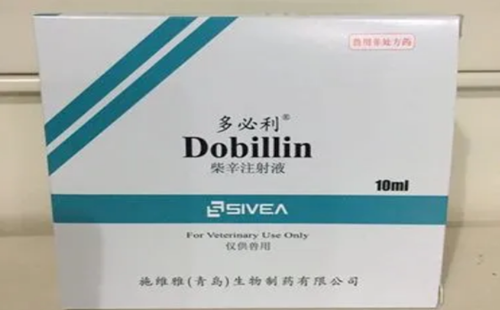 兽用非处方药
多必利®
Dobillin
柴辛注射液
10ml
SIVEA
For Veterinary Use Only
仅供兽用
施维雅(青岛)生物制药有限公司